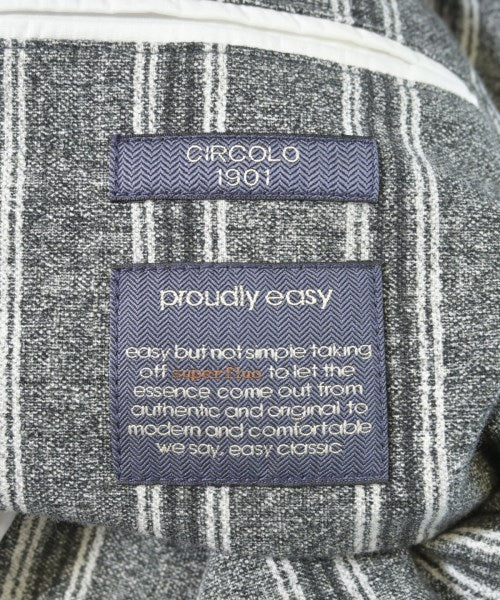 CIRCOLO
1901
proudly easy
easy but not simple taking
off superfluo to let the
essence come out from
authentic and original to
modern and comfortable
we say, easy classic